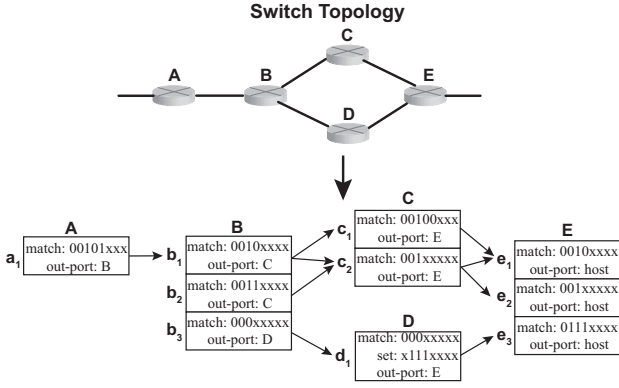 Switch Topology
C
A
B
E
D
A
a1
match: 00101xxx
out-port: B
B
b1
match: 0010xxxx
out-port: C
b2
match: 0011xxxx
out-port: C
b3
match: 000xxxxx
out-port: D
C
c1
match: 00100xxx
out-port: E
c2
match: 001xxxxx
out-port: E
D
d1
match: 000xxxxx
set: x111xxxx
out-port: E
E
e1
match: 0010xxxx
out-port: host
e2
match: 001xxxxx
out-port: host
e3
match: 0111xxxx
out-port: host